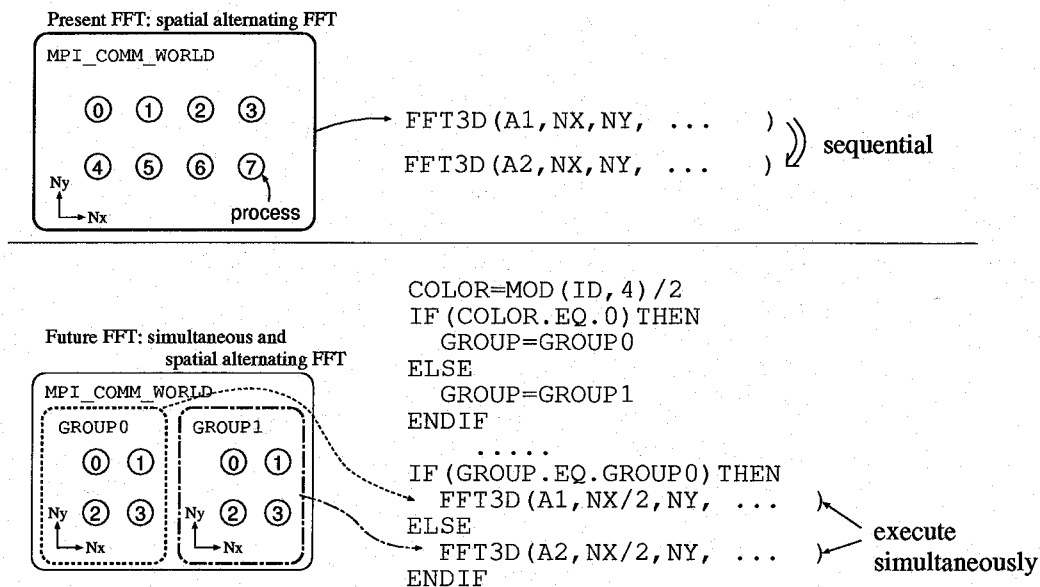 Present FFT: spatial alternating FFT
MPI_COMM_WORLD
0 1 2 3
4 5 6 7
Ny
Nx
process
FFT3D(A1,NX,NY, ... )
FFT3D(A2,NX,NY, ... )
sequential
Future FFT: simultaneous and
spatial alternating FFT
MPI_COMM_WORLD
GROUP0
0 1
2 3
Ny
Nx
GROUP1
0 1
2 3
Ny
Nx
COLOR=MOD(ID,4)/2
IF(COLOR.EQ.0)THEN
GROUP=GROUP0
ELSE
GROUP=GROUP1
ENDIF
.....
IF(GROUP.EQ.GROUP0)THEN
FFT3D(A1,NX/2,NY, ... )
ELSE
FFT3D(A2,NX/2,NY, ... )
ENDIF
execute
simultaneously